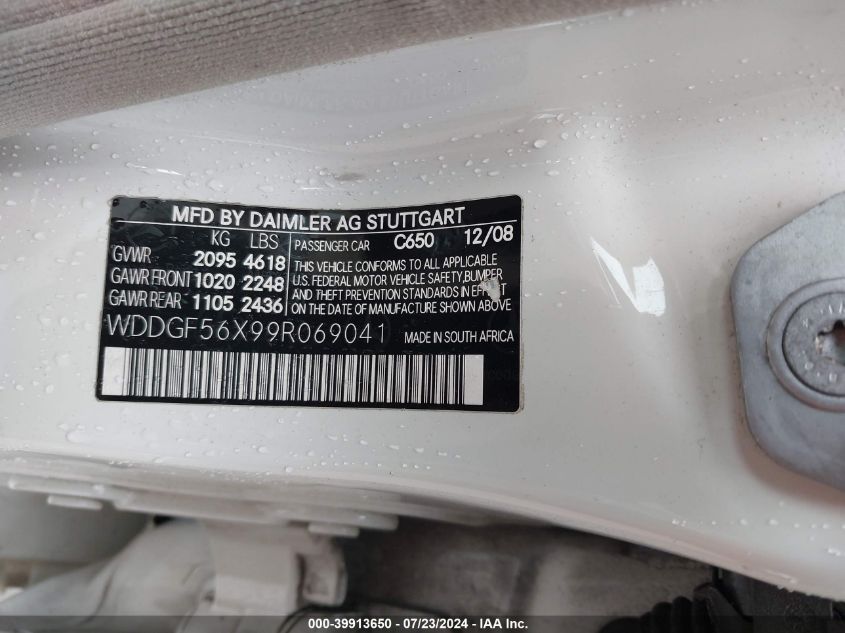 MFD BY DAIMLER AG STUTTGART
KG LBS PASSENGER CAR C650 12/08
GVWR 2095 4618
GAWR FRONT 1020 2248
GAWR REAR 1105 2436
THIS VEHICLE CONFORMS TO ALL APPLICABLE
U.S. FEDERAL MOTOR VEHICLE SAFETY, BUMPER
AND THEFT PREVENTION STANDARDS IN EFFECT
ON THE DATE OF MANUFACTURE SHOWN ABOVE.
WDDGF56X99R069041 MADE IN SOUTH AFRICA
000-39913650 - 07/23/2024 - IAA Inc.